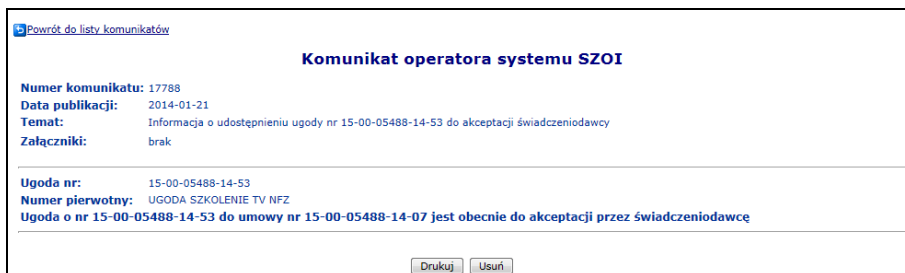 Powrót do listy komunikatów
Komunikat operatora systemu SZOI
Numer komunikatu: 17788
Data publikacji: 2014-01-21
Temat: Informacja o udostępnieniu ugody nr 15-00-05488-14-53 do akceptacji świadczeniodawcy
Załączniki: brak
Ugoda nr: 15-00-05488-14-53
Numer pierwotny: UGODA SZKOLENIE TV NFZ
Ugoda o nr 15-00-05488-14-53 do umowy nr 15-00-05488-14-07 jest obecnie do akceptacji przez świadczeniodawcę
Drukuj Usuń